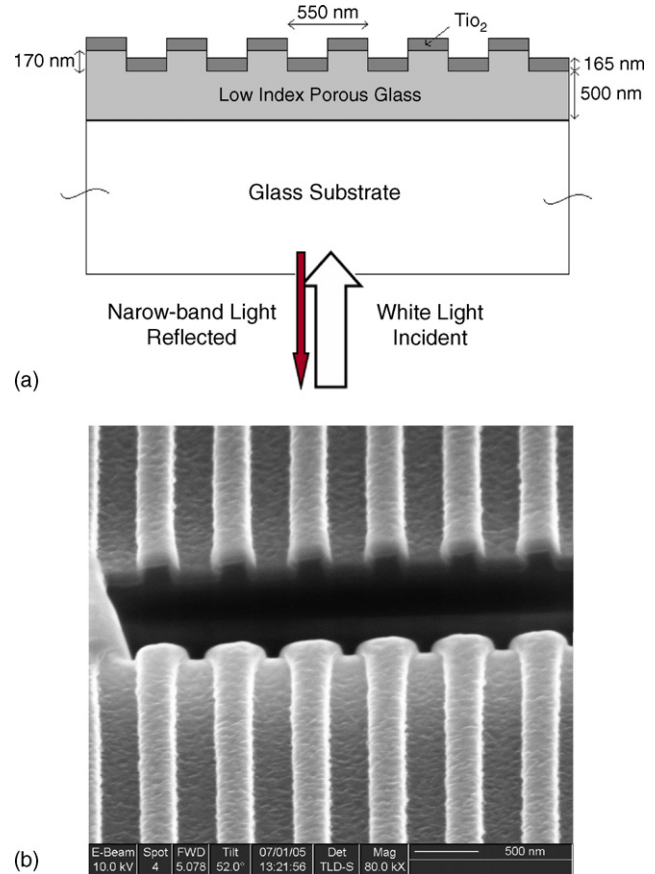 550 nm
Tio2
170 nm
165 nm
Low Index Porous Glass
500 nm
Glass Substrate
Narow-band Light
Reflected
White Light
Incident
(a)
E-Beam Spot FWD Tilt 07/01/05 Det Mag 500 nm
10.0 kV 4 5.078 52.0° 13:21:56 TLD-S 80.0 kX
(b)